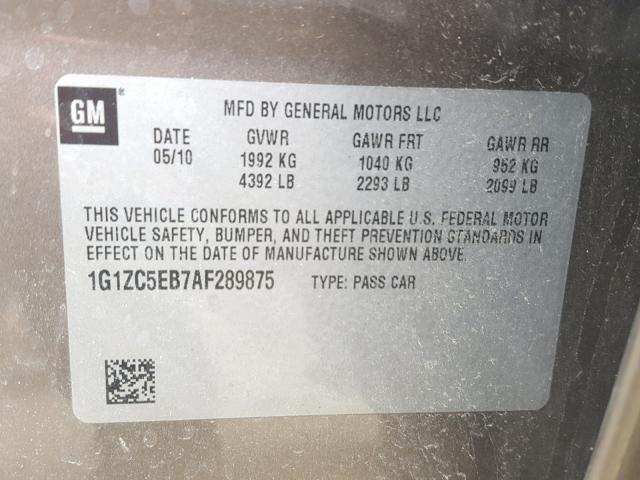 GM®
MFD BY GENERAL MOTORS LLC
DATE GVWR GAWR FRT GAWR RR
05/10 1992 KG 1040 KG 952 KG
4392 LB 2293 LB 2099 LB
THIS VEHICLE CONFORMS TO ALL APPLICABLE U.S. FEDERAL MOTOR
VEHICLE SAFETY, BUMPER, AND THEFT PREVENTION STANDARDS IN
EFFECT ON THE DATE OF MANUFACTURE SHOWN ABOVE.
1G1ZC5EB7AF289875 TYPE: PASS CAR